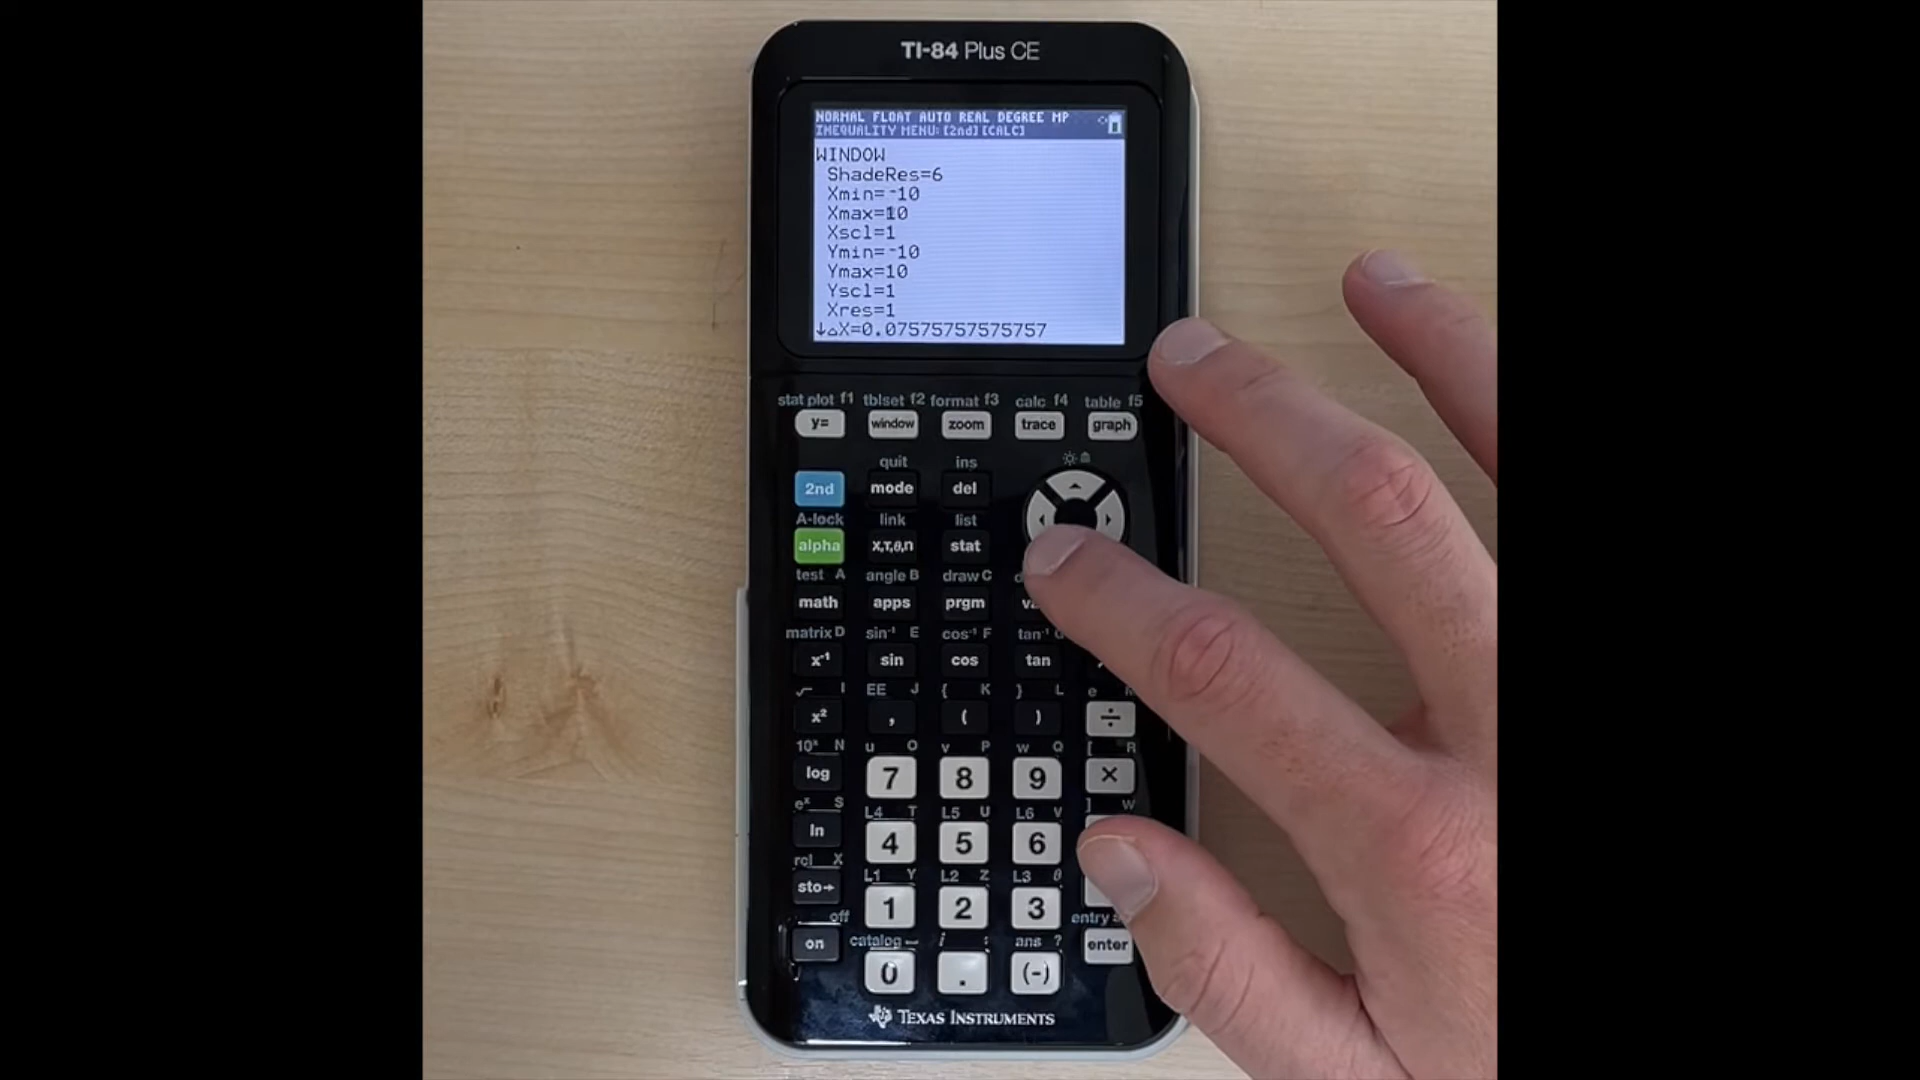 TI-84 Plus CE
NORMAL FLOAT AUTO REAL DEGREE MP
INEQUALITY MENU: [2nd] [CALC]
WINDOW
ShadeRes=6
Xmin=-10
Xmax=10
Xscl=1
Ymin=-10
Ymax=10
Yscl=1
Xres=1
↓△X=0.07575757575757
stat plot f1 tblset f2 format f3 calc f4 table f5
y= window zoom trace graph
quit ins
2nd mode del
A-lock link list
alpha X,T,θ,n stat
test A angle B draw C
math apps prgm
matrix D sin⁻¹ E cos⁻¹ F tan⁻¹
x⁻¹ sin cos tan
√ I EE J { K } L e
x² , ( ) ÷
10ˣ N u O v P w Q [ R
log 7 8 9 ×
eˣ S L4 T L5 U L6 V ] W
ln 4 5 6
rcl X L1 Y L2 Z L3 θ
sto→ 1 2 3
off entry
on catalog i : ans ? enter
0 . (-)
TEXAS INSTRUMENTS